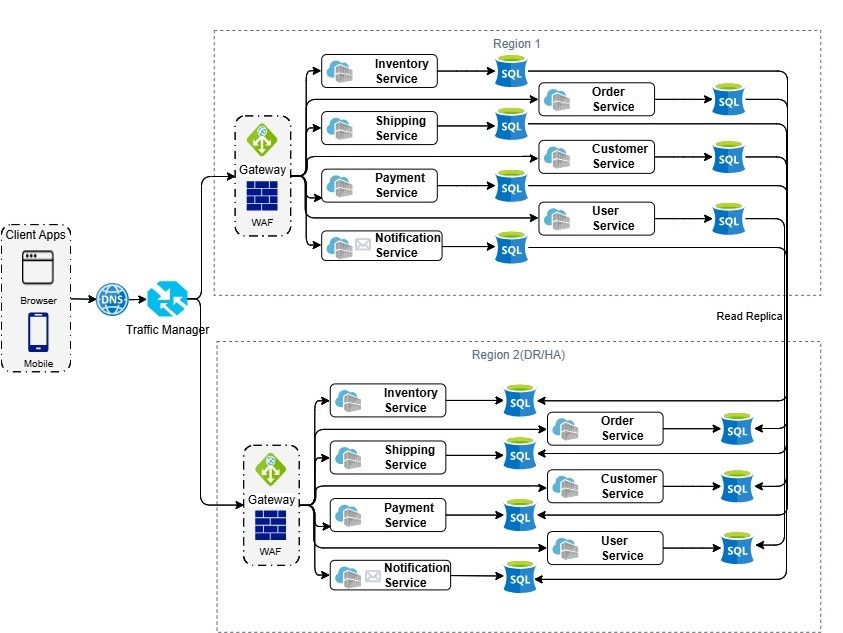 Region 1
Inventory
Service
SQL
Order
Service
SQL
Shipping
Service
SQL
Customer
Service
SQL
Gateway
WAF
Payment
Service
SQL
User
Service
SQL
Notification
Service
SQL
Client Apps
Browser
Mobile
DNS
Traffic Manager
Read Replica
Region 2(DR/HA)
Inventory
Service
SQL
Order
Service
SQL
Shipping
Service
SQL
Customer
Service
SQL
Gateway
WAF
Payment
Service
SQL
User
Service
SQL
Notification
Service
SQL